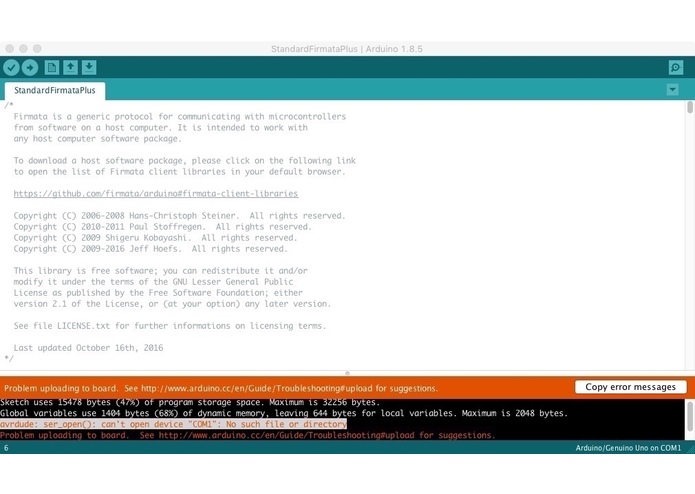 StandardFirmataPlus | Arduino 1.8.5
StandardFirmataPlus
/*
Firmata is a generic protocol for communicating with microcontrollers
from software on a host computer. It is intended to work with
any host computer software package.
To download a host software package, please click on the following link
to open the list of Firmata client libraries in your default browser.
https://github.com/firmata/arduino#firmata-client-libraries
Copyright (C) 2006-2008 Hans-Christoph Steiner.  All rights reserved.
Copyright (C) 2010-2011 Paul Stoffregen.  All rights reserved.
Copyright (C) 2009 Shigeru Kobayashi.  All rights reserved.
Copyright (C) 2009-2016 Jeff Hoefs.  All rights reserved.
This library is free software; you can redistribute it and/or
modify it under the terms of the GNU Lesser General Public
License as published by the Free Software Foundation; either
version 2.1 of the License, or (at your option) any later version.
See file LICENSE.txt for further informations on licensing terms.
Last updated October 16th, 2016
*/
Problem uploading to board.  See http://www.arduino.cc/en/Guide/Troubleshooting#upload for suggestions.
Copy error messages
Sketch uses 15478 bytes (47%) of program storage space. Maximum is 32256 bytes.
Global variables use 1404 bytes (68%) of dynamic memory, leaving 644 bytes for local variables. Maximum is 2048 bytes.
avrdude: ser_open(): can't open device "COM1": No such file or directory
Problem uploading to board.  See http://www.arduino.cc/en/Guide/Troubleshooting#upload for suggestions.
6
Arduino/Genuino Uno on COM1